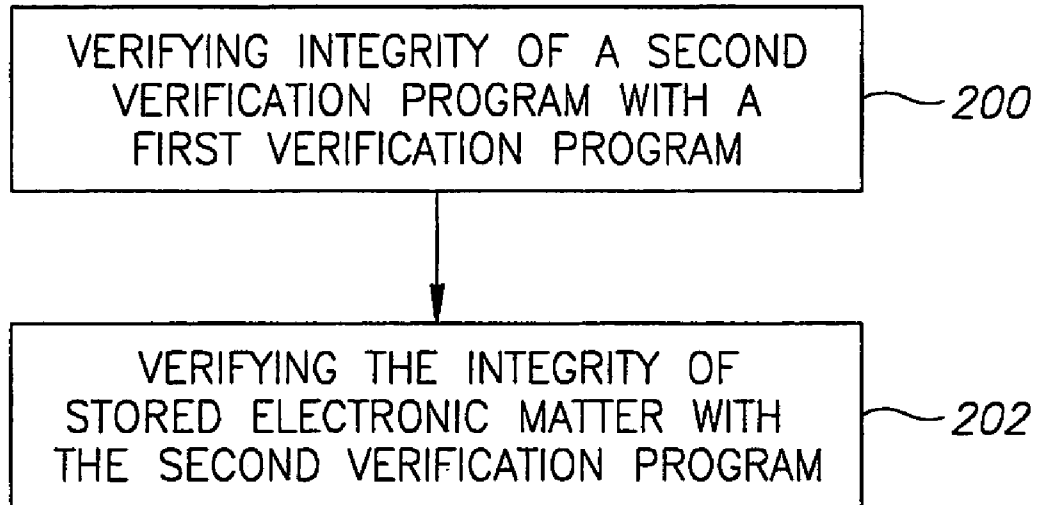 VERIFYING INTEGRITY OF A SECOND
VERIFICATION PROGRAM WITH A
FIRST VERIFICATION PROGRAM
200
VERIFYING THE INTEGRITY OF
STORED ELECTRONIC MATTER WITH
THE SECOND VERIFICATION PROGRAM
202